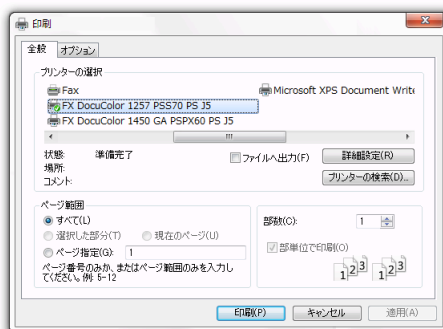 印刷
全般 オプション
プリンターの選択
Fax
Microsoft XPS Document Write
FX DocuColor 1257 PSS70 PS J5
FX DocuColor 1450 GA PSPX60 PS J5
状態: 準備完了
場所:
コメント:
ファイルへ出力(F)
詳細設定(R)
プリンターの検索(D)...
ページ範囲
すべて(L)
選択した部分(T) 現在のページ(U)
ページ指定(G): 1
ページ番号のみか、またはページ範囲のみを入力し
てください。例: 5-12
部数(C): 1
部単位で印刷(O)
1 2 3 1 2 3
印刷(P) キャンセル 適用(A)